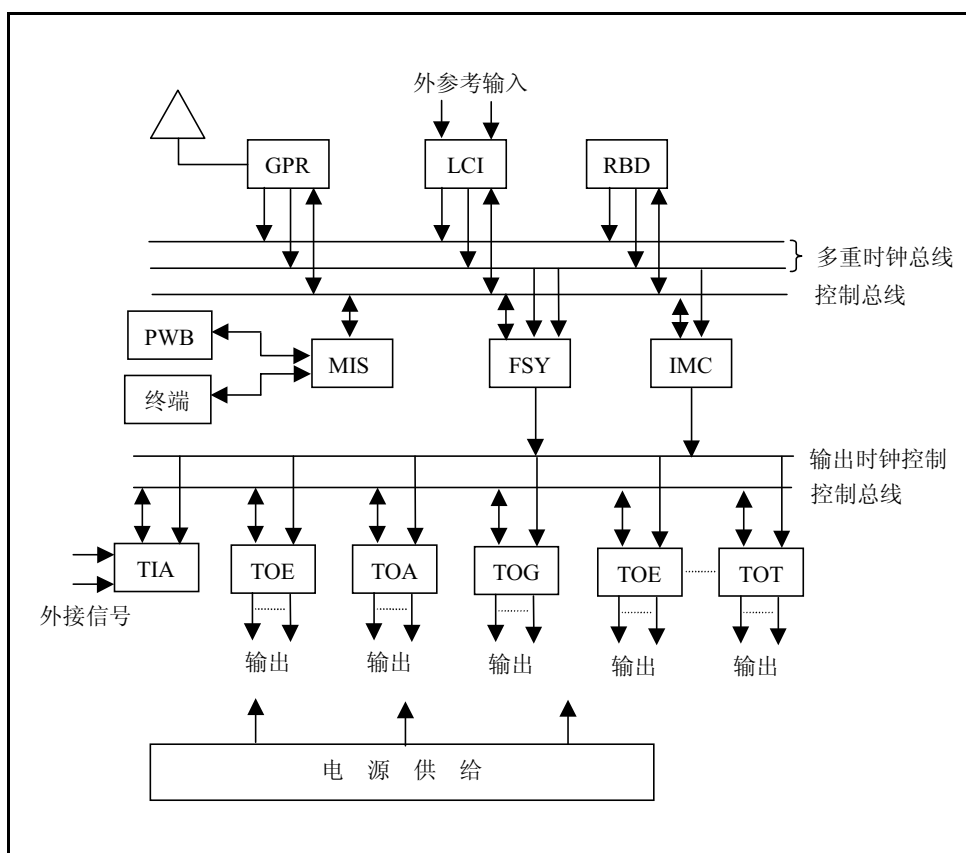 外参考输入
GPR
LCI
RBD
多重时钟总线
控制总线
PWB
MIS
FSY
IMC
终端
输出时钟控制
控制总线
TIA
TOE
TOA
TOG
TOE
TOT
外接信号
输出
输出
输出
输出
输出
电 源 供 给